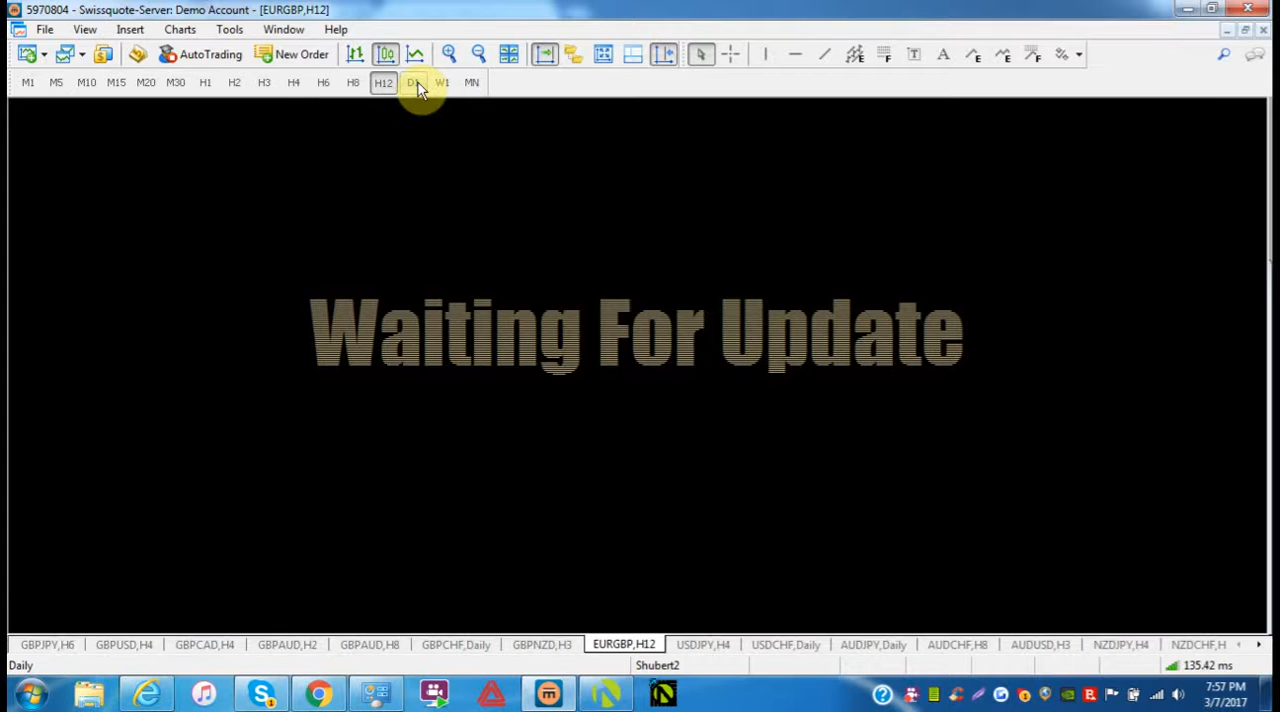 5970804 - Swissquote-Server: Demo Account - [EURGBP,H12]
File View Insert Charts Tools Window Help
AutoTrading New Order
M1 M5 M10 M15 M20 M30 H1 H2 H3 H4 H6 H8 H12 W1 MN
Waiting For Update
GBPJPY,H6 GBPUSD,H4 GBPCAD,H4 GBPAUD,H2 GBPAUD,H8 GBPCHF,Daily GBPNZD,H3 EURGBP,H12 USDJPY,H4 USDCHF,Daily AUDJPY,Daily AUDCHF,H8 AUDUSD,H3 NZDJPY,H4 NZDCHF,H
Daily Shubert2 135.42 ms
7:57 PM
3/7/2017